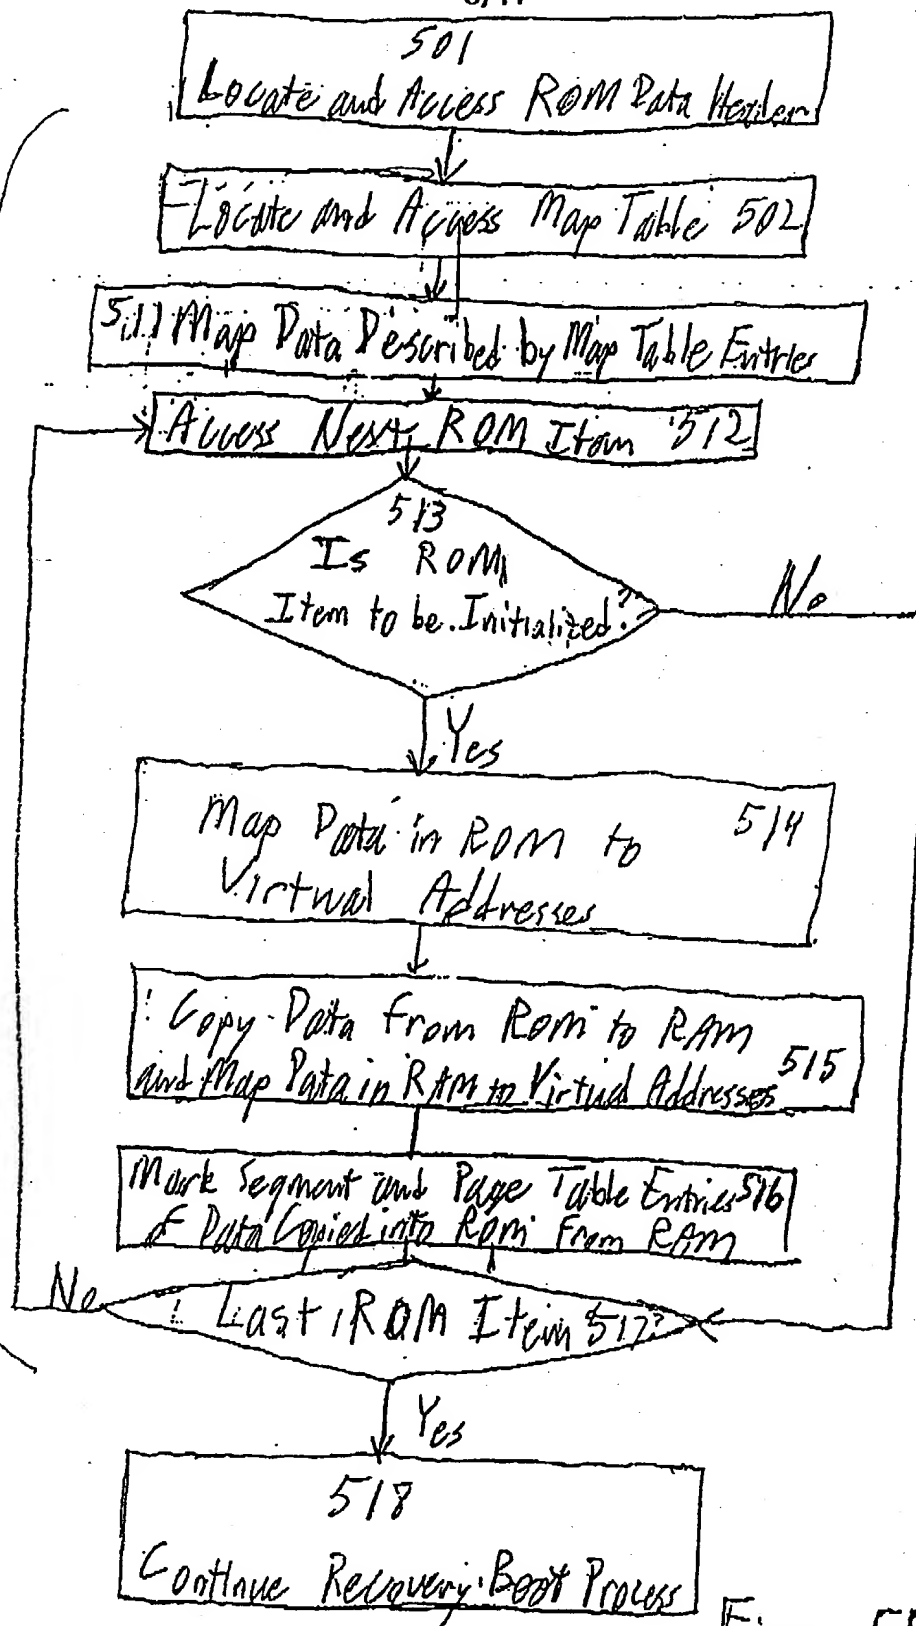 501
Locate and Access ROM Data Header
Locate and Access Map Table 502
511 Map Data Described by Map Table Entries
Access Next ROM Item 512
513
Is ROM
Item to be Initialized?
No
Yes
Map Data in ROM to 514
Virtual Addresses
Copy Data from ROM to RAM
and Map Data in RAM to Virtual Addresses 515
Mark Segment and Page Table Entries 516
of Data Copied into ROM From RAM
No
Last ROM Item 517?
Yes
518
Continue Recovery Boot Process